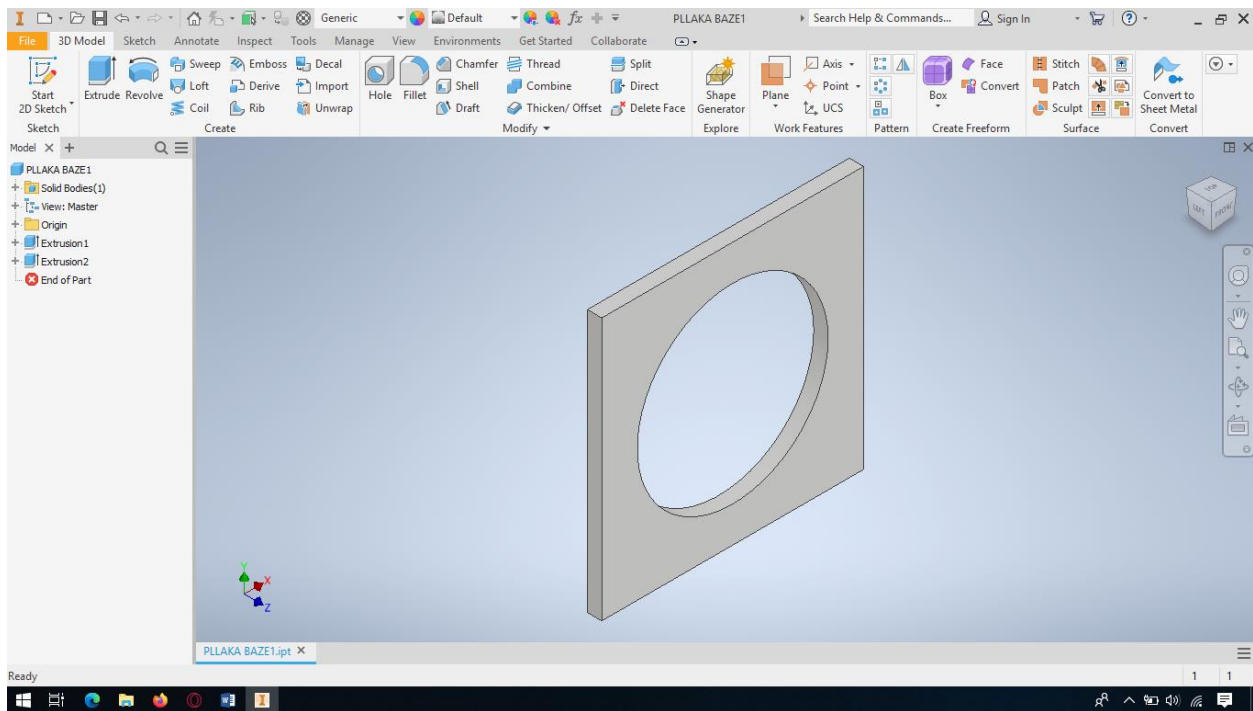 Generic Default fx PLLAKA BAZE1 Search Help & Commands... Sign In
File 3D Model Sketch Annotate Inspect Tools Manage View Environments Get Started Collaborate
Start 2D Sketch
Extrude Revolve
Sweep Emboss Decal
Loft Derive Import
Coil Rib Unwrap
Hole Fillet
Chamfer Thread Split
Shell Combine Direct
Draft Thicken/ Offset Delete Face
Shape Generator
Plane
Axis
Point
UCS
Box
Face
Convert
Stitch
Patch
Sculpt
Convert to Sheet Metal
Sketch Create Modify Explore Work Features Pattern Create Freeform Surface Convert
Model
PLLAKA BAZE1
Solid Bodies(1)
View: Master
Origin
Extrusion1
Extrusion2
End of Part
TOP
LEFT FRONT
Y
X
Z
PLLAKA BAZE1.ipt
Ready 1 1